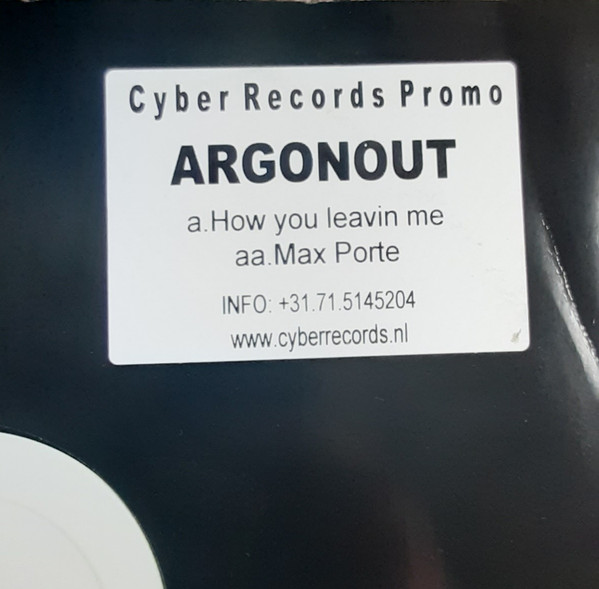 Cyber Records Promo
ARGONOUT
a.How you leavin me
aa.Max Porte
INFO: +31.71.5145204
www.cyberrecords.nl